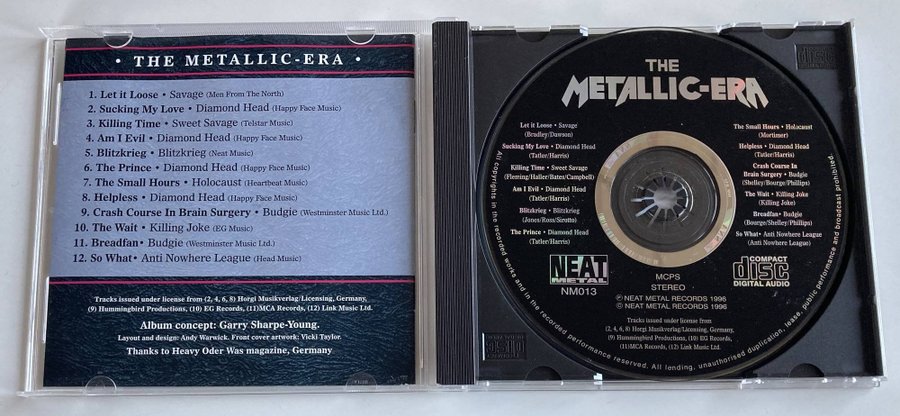 • THE METALLIC-ERA •
1. Let it Loose • Savage (Men From The North)
2. Sucking My Love • Diamond Head (Happy Face Music)
3. Killing Time • Sweet Savage (Telstar Music)
4. Am I Evil • Diamond Head (Happy Face Music)
5. Blitzkrieg • Blitzkrieg (Neat Music)
6. The Prince • Diamond Head (Happy Face Music)
7. The Small Hours • Holocaust (Heartbeat Music)
8. Helpless • Diamond Head (Happy Face Music)
9. Crash Course In Brain Surgery • Budgie (Westminster Music Ltd.)
10. The Wait • Killing Joke (EG Music)
11. Breadfan • Budgie (Westminster Music Ltd.)
12. So What • Anti Nowhere League (Head Music)
Tracks issued under license from (2, 4, 6, 8) Horgi Musikverlag/Licensing, Germany,
(9) Hummingbird Productions, (10) EG Records, (11)MCA Records, (12) Link Music Ltd.
Album concept: Garry Sharpe-Young.
Layout and design: Andy Warwick. Front cover artwork: Vicki Taylor.
Thanks to Heavy Oder Was magazine, Germany
THE
METALLIC-ERA
Let it Loose • Savage
(Bradley/Dawson)
Sucking My Love • Diamond Head
(Tatler/Harris)
Killing Time • Sweet Savage
(Fleming/Haller/Bates/Campbell)
Am I Evil • Diamond Head
(Tatler/Harris)
Blitzkrieg • Blitzkrieg
(Jones/Ross/Sirotto)
The Prince • Diamond Head
(Tatler/Harris)
The Small Hours • Holocaust
(Mortimer)
Helpless • Diamond Head
(Tatler/Harris)
Crash Course In
Brain Surgery • Budgie
(Shelley/Bourge/Phillips)
The Wait • Killing Joke
(Killing Joke)
Breadfan • Budgie
(Bourge/Shelley/Phillips)
So What • Anti Nowhere League
(Anti Nowhere League)
NEAT
METAL
NM013
MCPS
STEREO
COMPACT
disc
DIGITAL AUDIO
℗ NEAT METAL RECORDS 1996
© NEAT METAL RECORDS 1996
Tracks issued under license from
(2, 4, 6, 8) Horgi Musikverlag/Licensing, Germany,
(9) Hummingbird Productions, (10) EG Records,
(11)MCA Records, (12) Link Music Ltd.
All copyrights in the recorded works and in the recorded performance reserved. All lending, unauthorised duplication, lease, public performance and broadcast prohibited.
disc